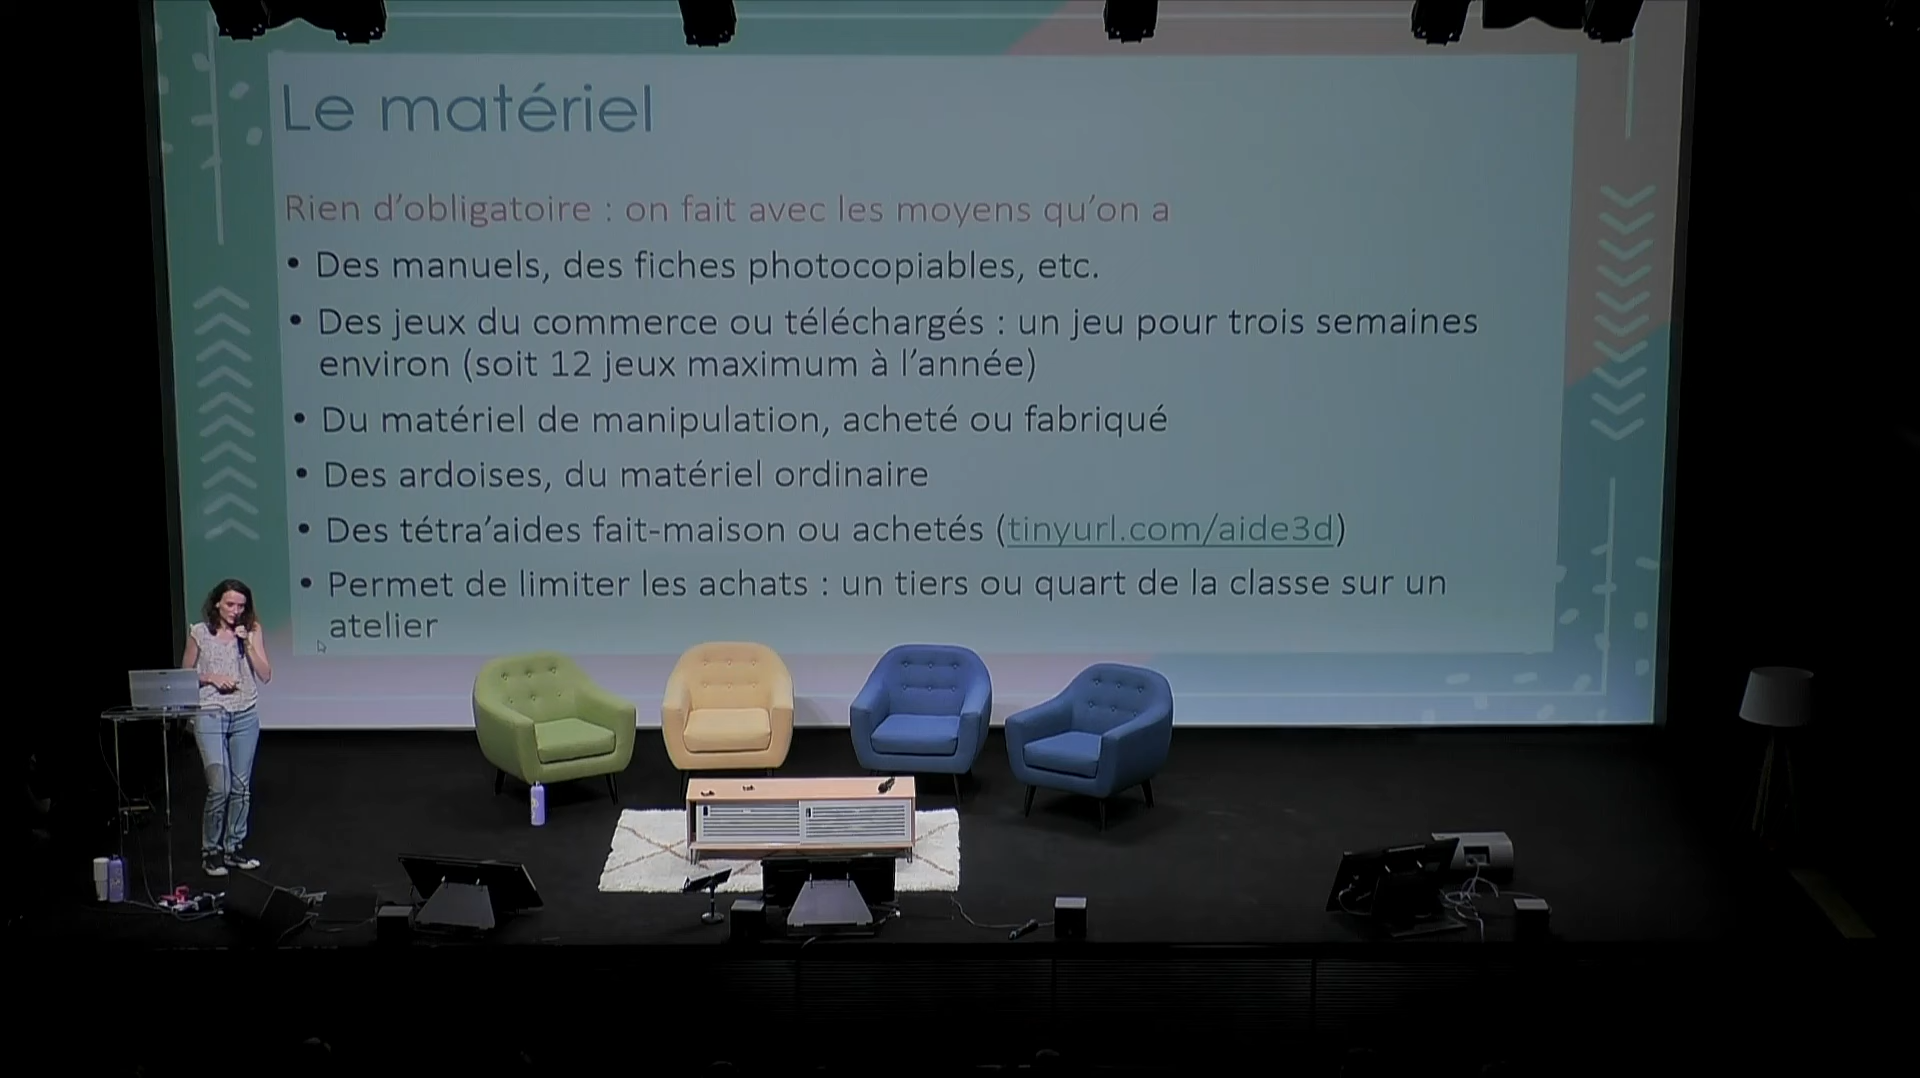 Le matériel
Rien d'obligatoire : on fait avec les moyens qu'on a
• Des manuels, des fiches photocopiables, etc.
• Des jeux du commerce ou téléchargés : un jeu pour trois semaines
environ (soit 12 jeux maximum à l'année)
• Du matériel de manipulation, acheté ou fabriqué
• Des ardoises, du matériel ordinaire
• Des tétra'aides fait-maison ou achetés (tinyurl.com/aide3d)
• Permet de limiter les achats : un tiers ou quart de la classe sur un
atelier